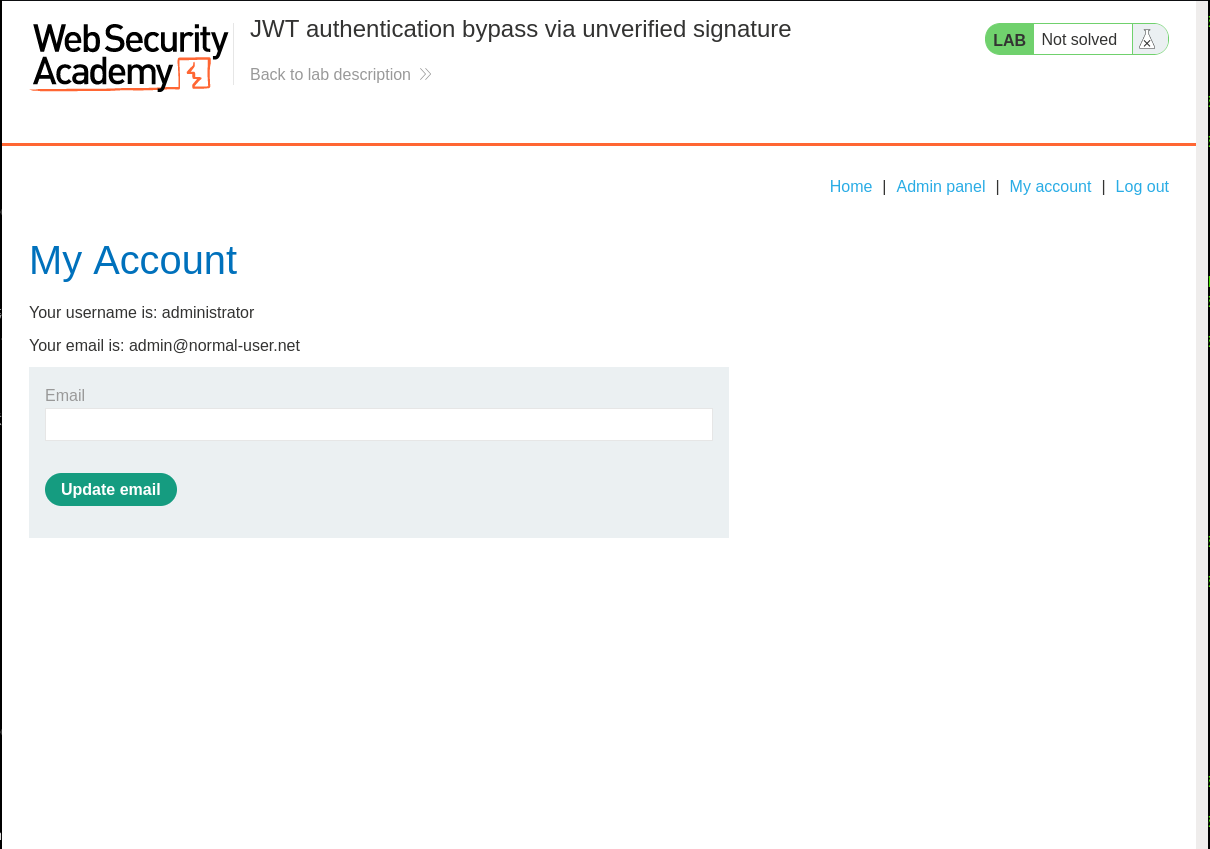 Web Security
Academy
JWT authentication bypass via unverified signature
Back to lab description
LAB Not solved
Home | Admin panel | My account | Log out
My Account
Your username is: administrator
Your email is: admin@normal-user.net
Email
Update email